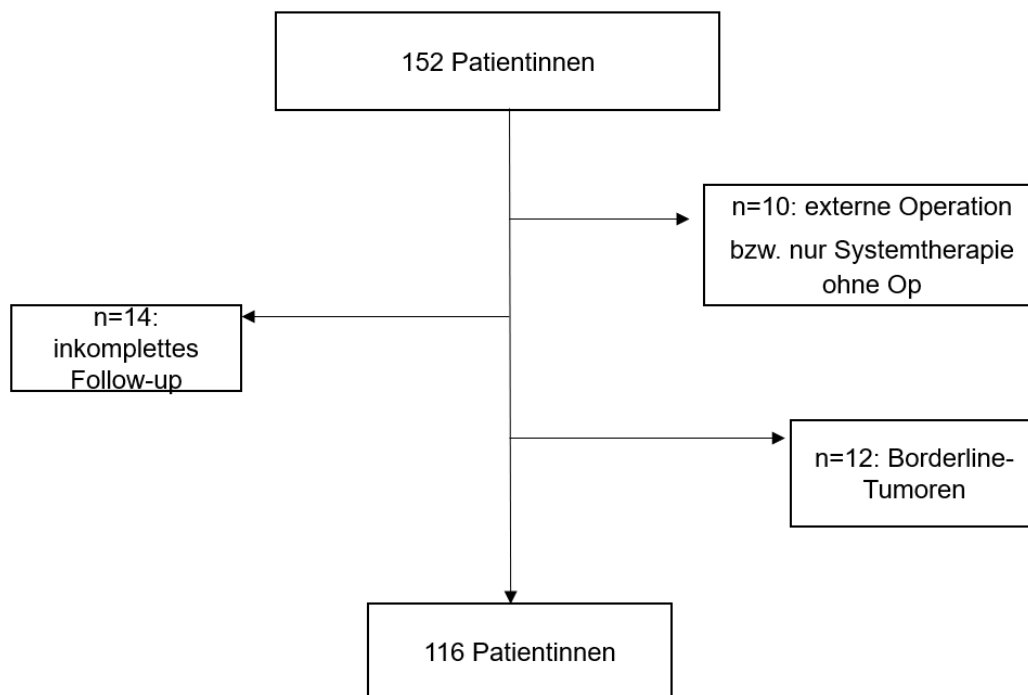 152 Patientinnen
n=10: externe Operation
bzw. nur Systemtherapie
ohne Op
n=14:
inkomplettes
Follow-up
n=12: Borderline-
Tumoren
116 Patientinnen